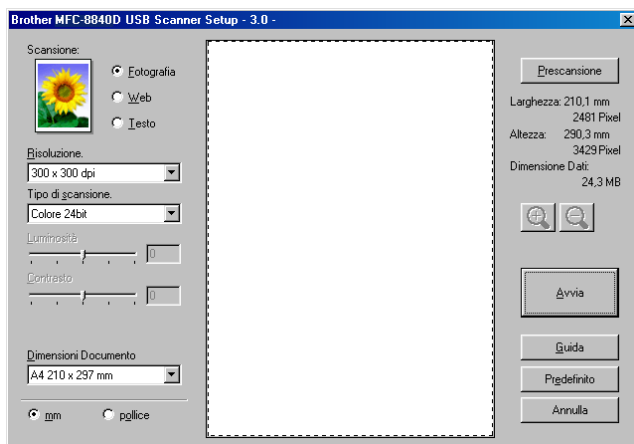 Brother MFC-8840D USB Scanner Setup - 3.0 -
Scansione:
Fotografia
Web
Testo
Risoluzione.
300 x 300 dpi
Tipo di scansione.
Colore 24bit
Luminosità
0
Contrasto
0
Dimensioni Documento
A4 210 x 297 mm
mm
pollice
Prescansione
Larghezza: 210,1 mm
2481 Pixel
Altezza: 290,3 mm
3429 Pixel
Dimensione Dati:
24,3 MB
Avvia
Guida
Predefinito
Annulla